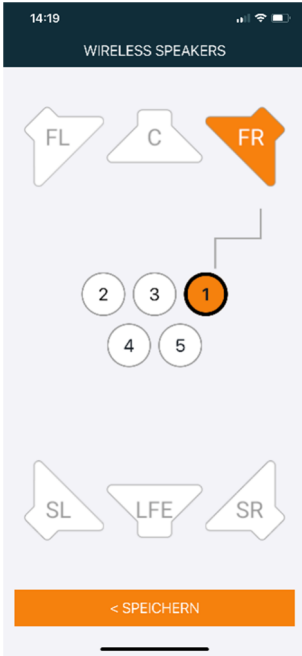 14:19
WIRELESS SPEAKERS
FL C FR
2 3 1
4 5
SL LFE SR
< SPEICHERN